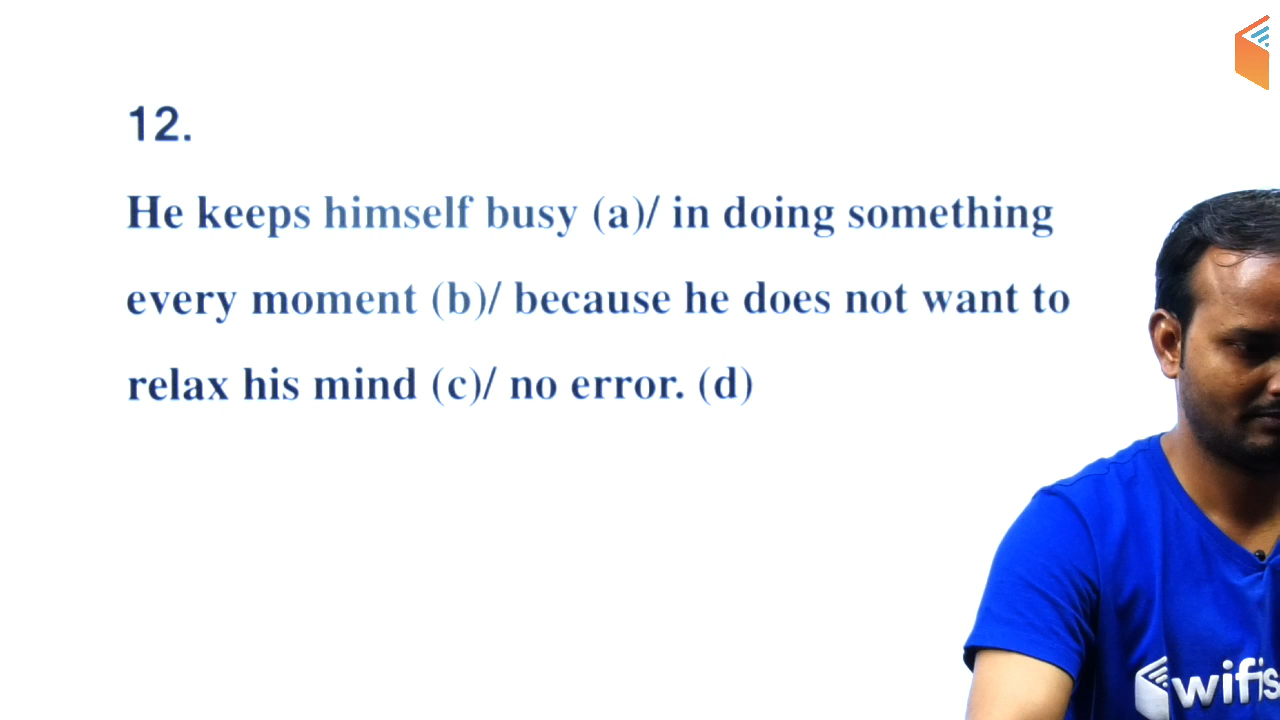 12.
He keeps himself busy (a)/ in doing something
every moment (b)/ because he does not want to
relax his mind (c)/ no error. (d)
wifis